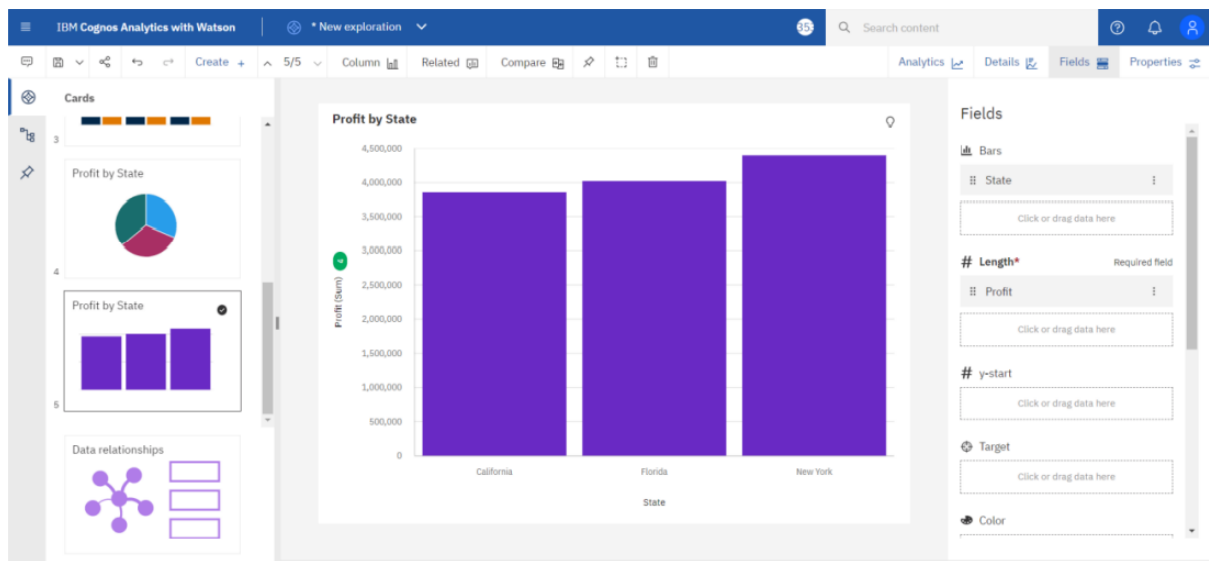 IBM Cognos Analytics with Watson
* New exploration
353
Search content
Create +
5/5
Column
Related
Compare
Analytics
Details
Fields
Properties
Cards
3
Profit by State
4
Profit by State
5
Data relationships
Profit by State
4,500,000
4,000,000
3,500,000
3,000,000
2,500,000
2,000,000
1,500,000
1,000,000
500,000
0
Profit (Sum)
California
Florida
New York
State
Fields
Bars
State
Click or drag data here
# Length*
Required field
Profit
Click or drag data here
# y-start
Click or drag data here
Target
Click or drag data here
Color